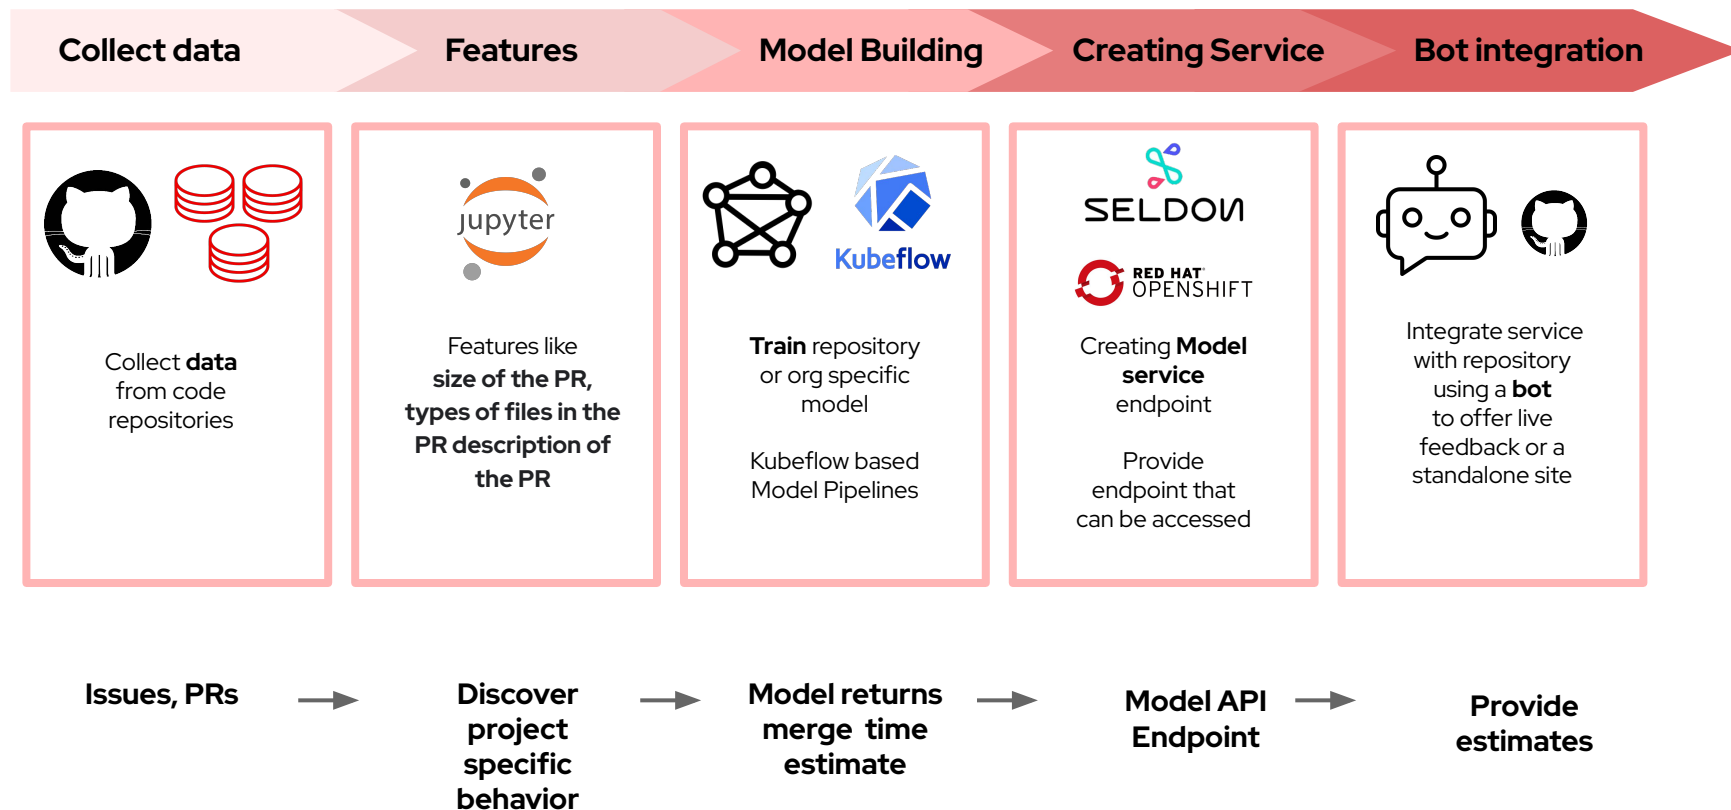 Collect data
Features
Model Building
Creating Service
Bot integration
Collect data
from code
repositories
jupyter
Features like
size of the PR,
types of files in the
PR description of
the PR
Kubeflow
Train repository
or org specific
model
Kubeflow based
Model Pipelines
SELDON
RED HAT
OPENSHIFT
Creating Model
service
endpoint
Provide
endpoint that
can be accessed
Integrate service
with repository
using a bot
to offer live
feedback or a
standalone site
Issues, PRs
Discover
project
specific
behavior
Model returns
merge time
estimate
Model API
Endpoint
Provide
estimates